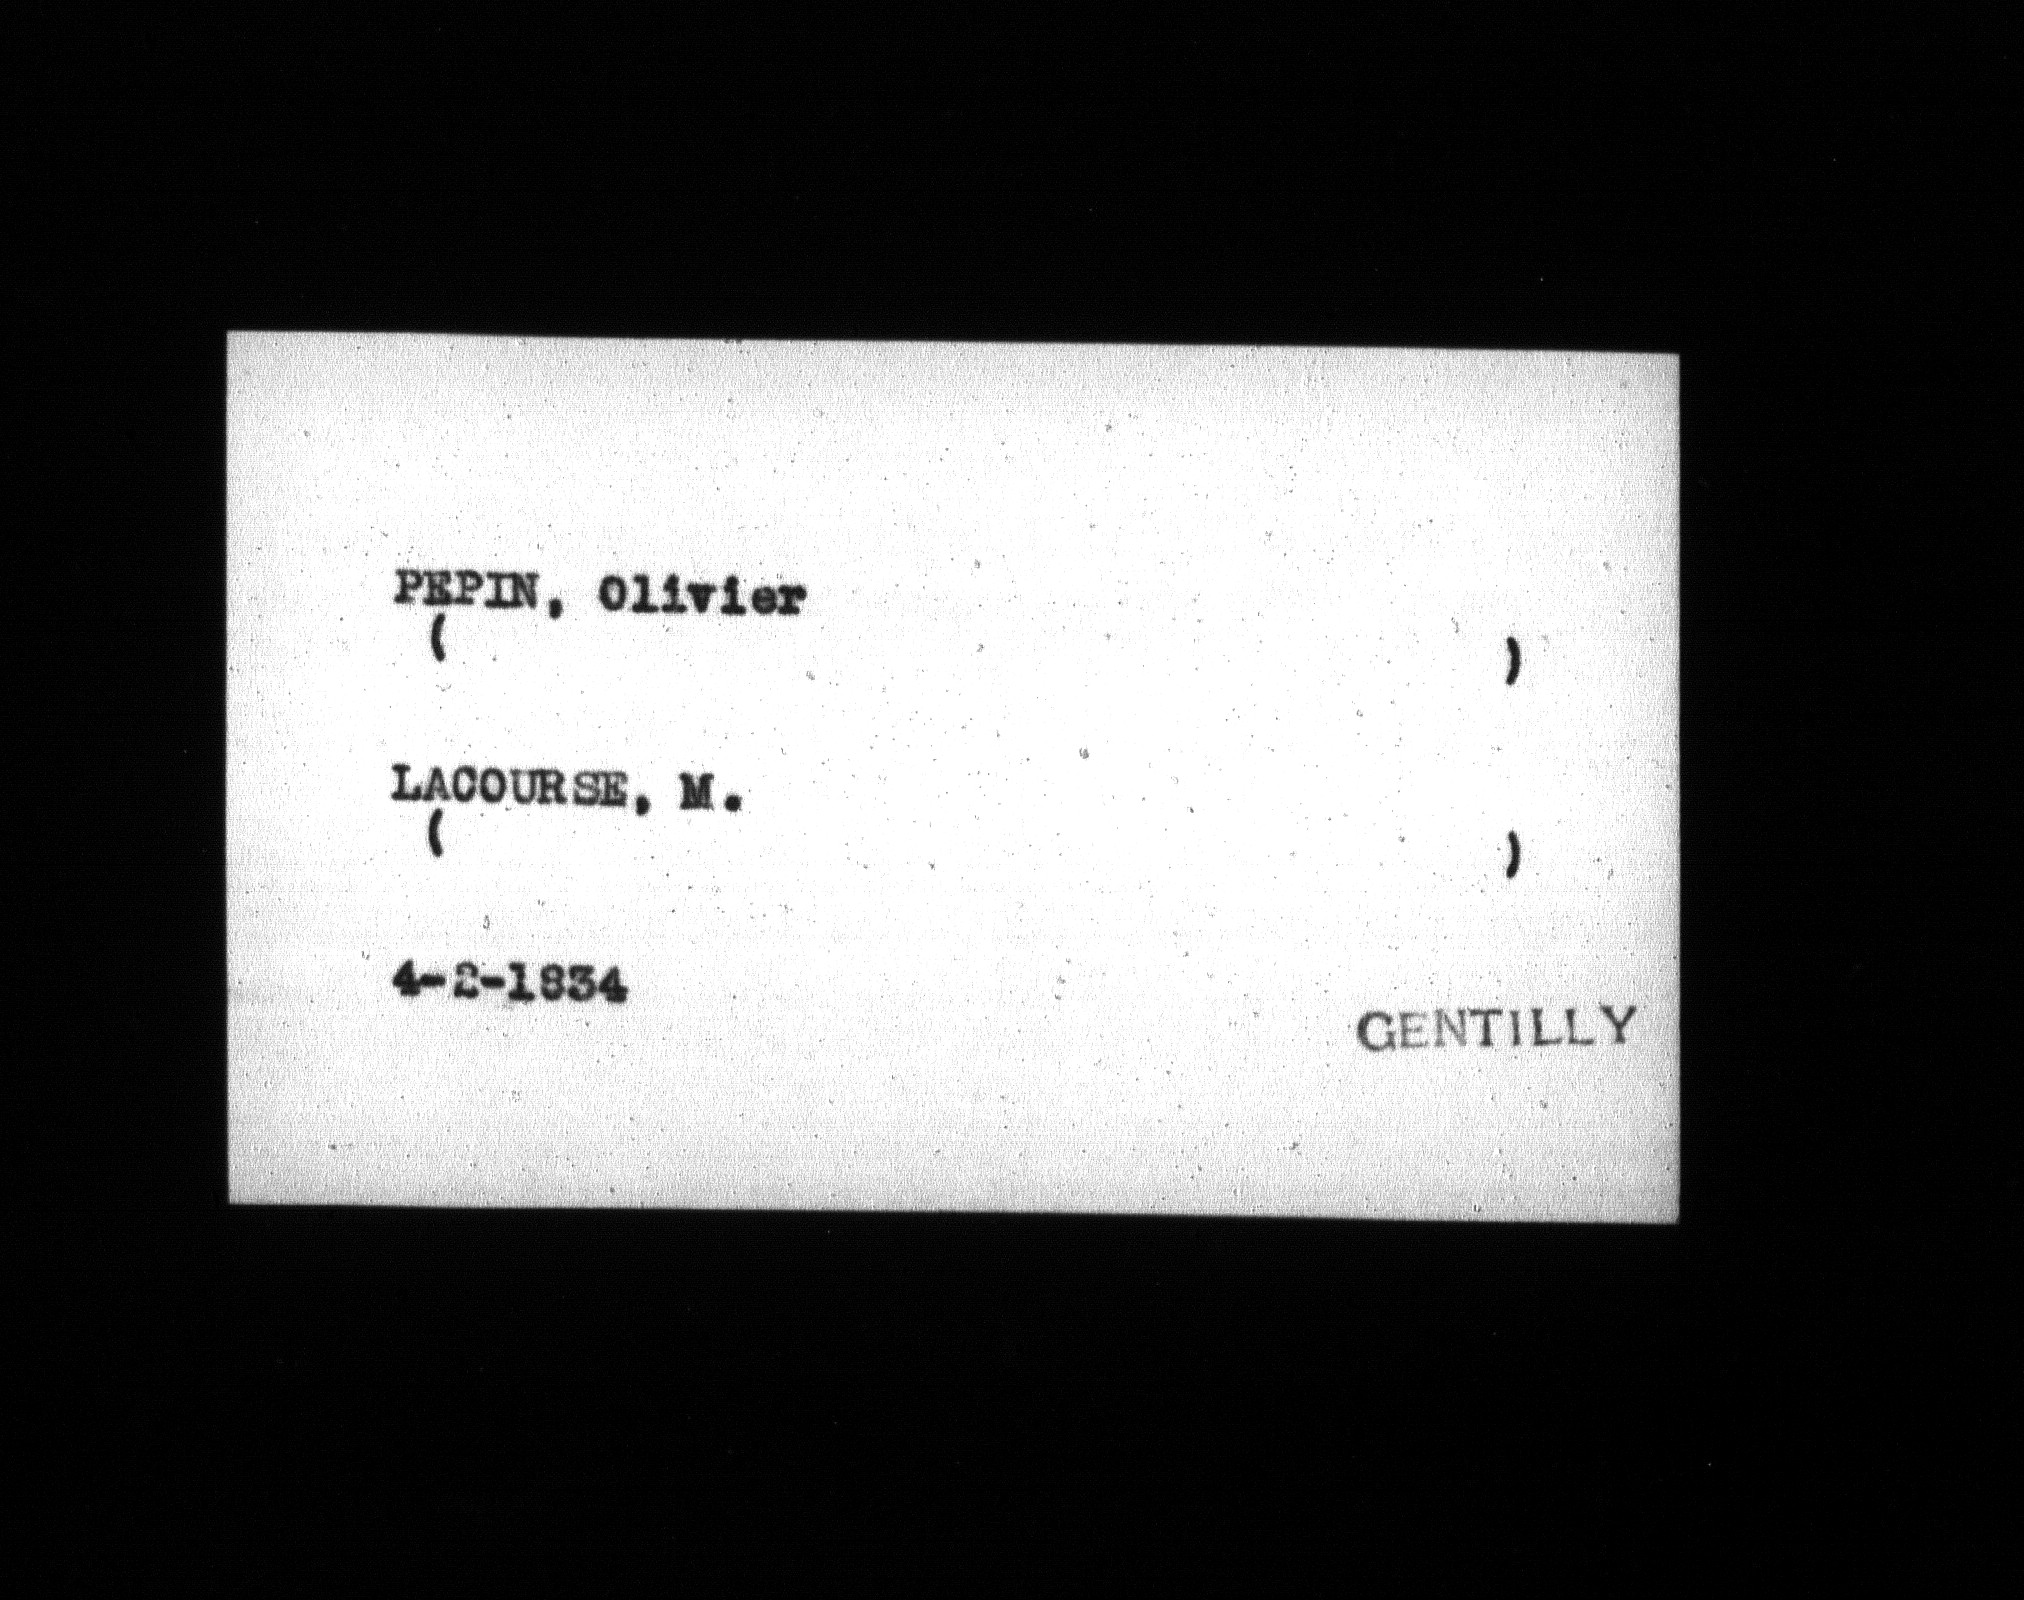 PEPIN, Olivier
( )
LACOURSE, M.
( )
4-2-1834
GENTILLY